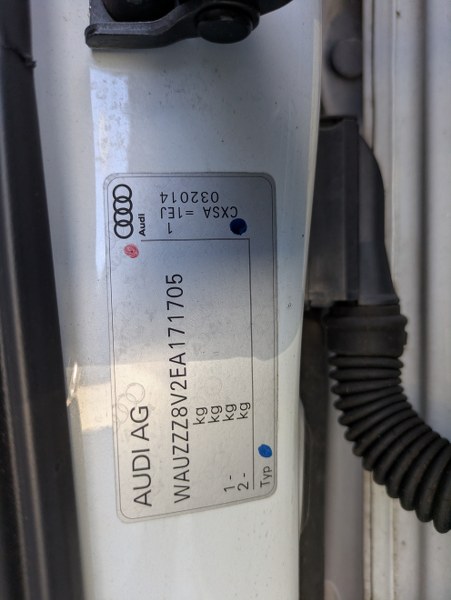 AUDI AG
WAUZZZ8V2EA171705
kg
kg
1- kg
2- kg
Typ
Audi
1
CXSA =1EJ
032014